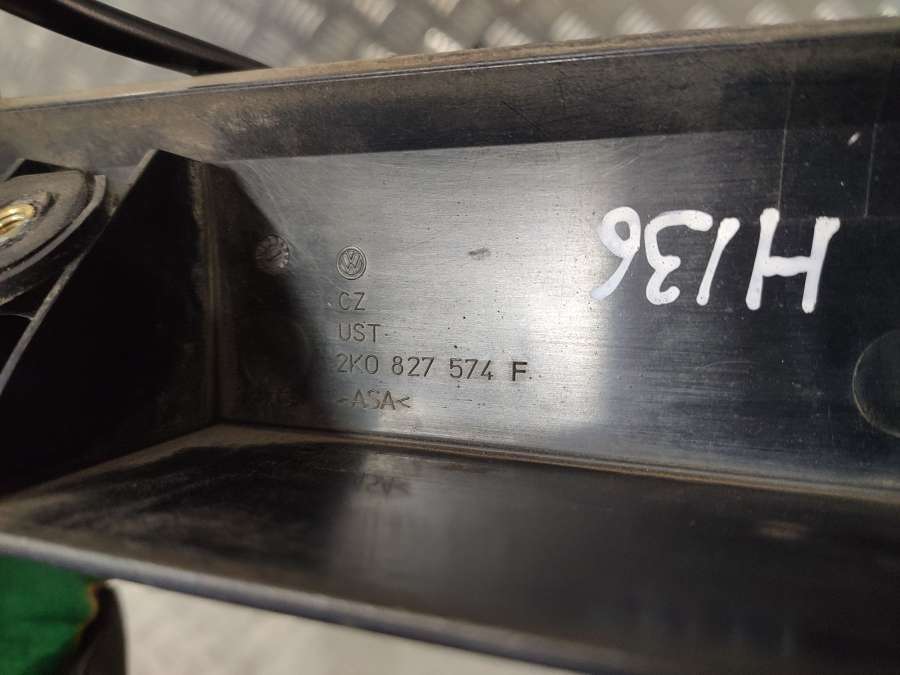 CZ
UST
2K0 827 574 F
>ASA<
H136